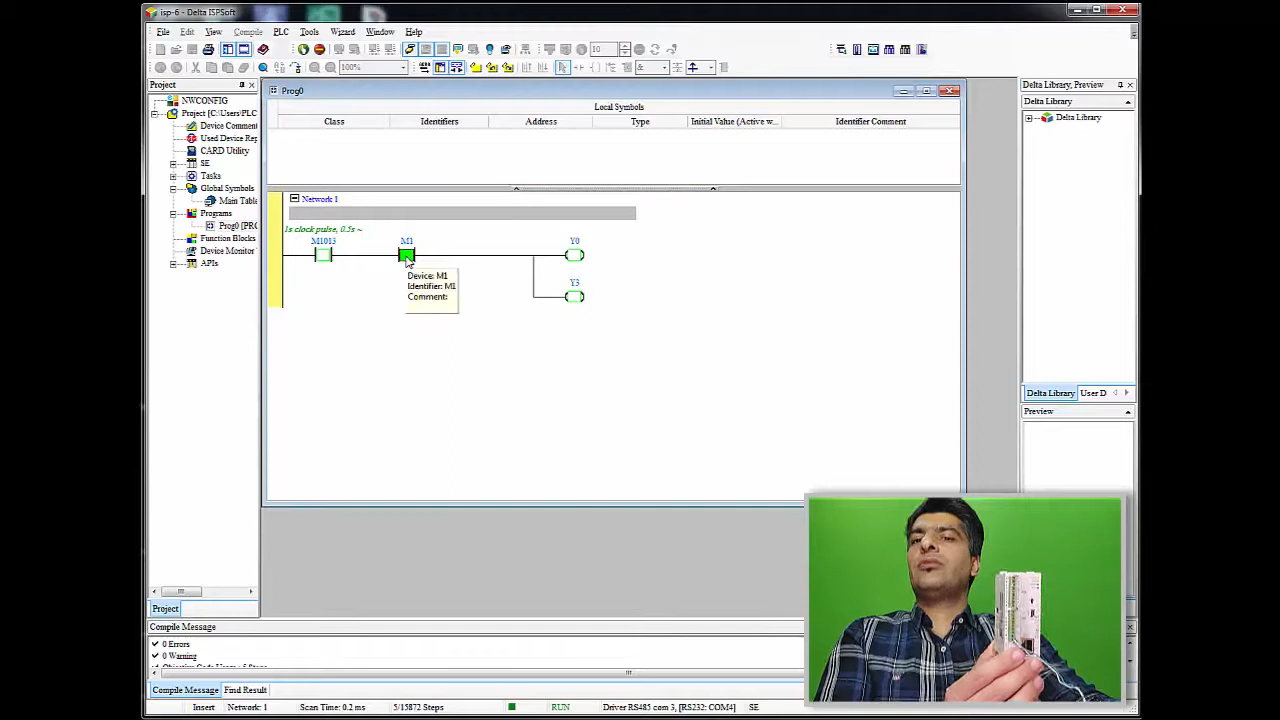 isp-6 - Delta ISPSoft
File Edit View Compile PLC Tools Wizard Window Help
10
100%
&
Project
NWCONFIG
Project [C:\Users\PLC
Device Comment
Used Device Rep
CARD Utility
SE
Tasks
Global Symbols
Main Table
Programs
Prog0 [PRG
Function Blocks
Device Monitor
APIs
Project
Prog0
Local Symbols
Class Identifiers Address Type Initial Value (Active w... Identifier Comment
Network 1
1s clock pulse, 0.5s ~
M1013 M1 Y0
Device: M1
Identifier: M1
Comment:
Y3
Delta Library, Preview
Delta Library
Delta Library
Delta Library User D
Preview
Compile Message
0 Errors
0 Warning
Compile Message Find Result
Insert Network: 1 Scan Time: 0.2 ms 5/15872 Steps RUN Driver RS485 com 3, [RS232: COM4] SE